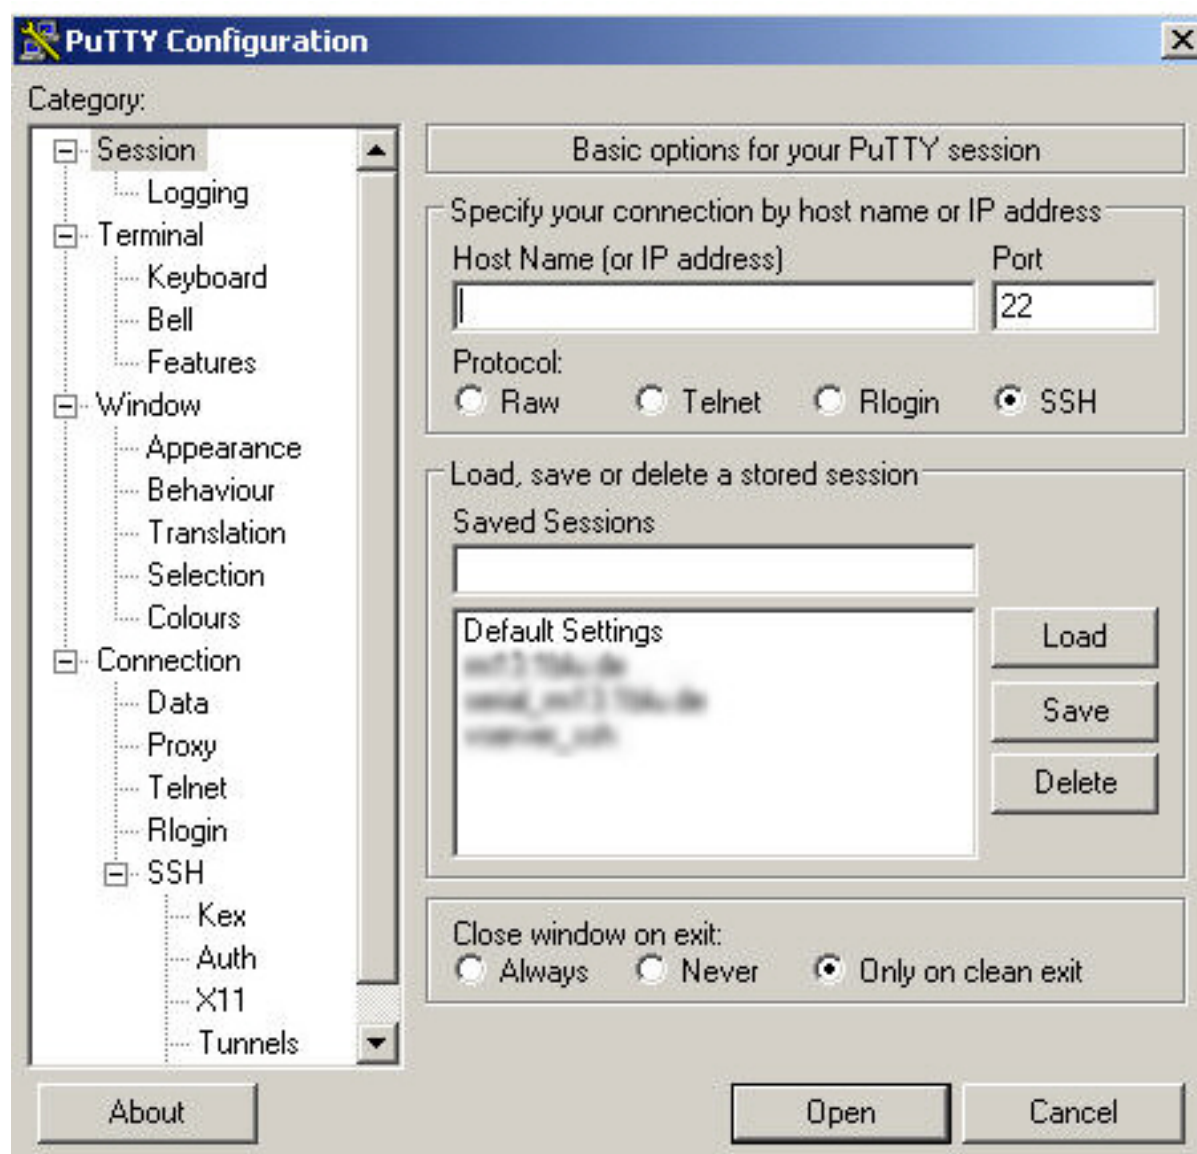 PuTTY Configuration
Category:
Session
Logging
Terminal
Keyboard
Bell
Features
Window
Appearance
Behaviour
Translation
Selection
Colours
Connection
Data
Proxy
Telnet
Rlogin
SSH
Kex
Auth
X11
Tunnels
Basic options for your PuTTY session
Specify your connection by host name or IP address
Host Name (or IP address) Port
22
Protocol:
Raw Telnet Rlogin SSH
Load, save or delete a stored session
Saved Sessions
Default Settings
Load
Save
Delete
Close window on exit:
Always Never Only on clean exit
About Open Cancel